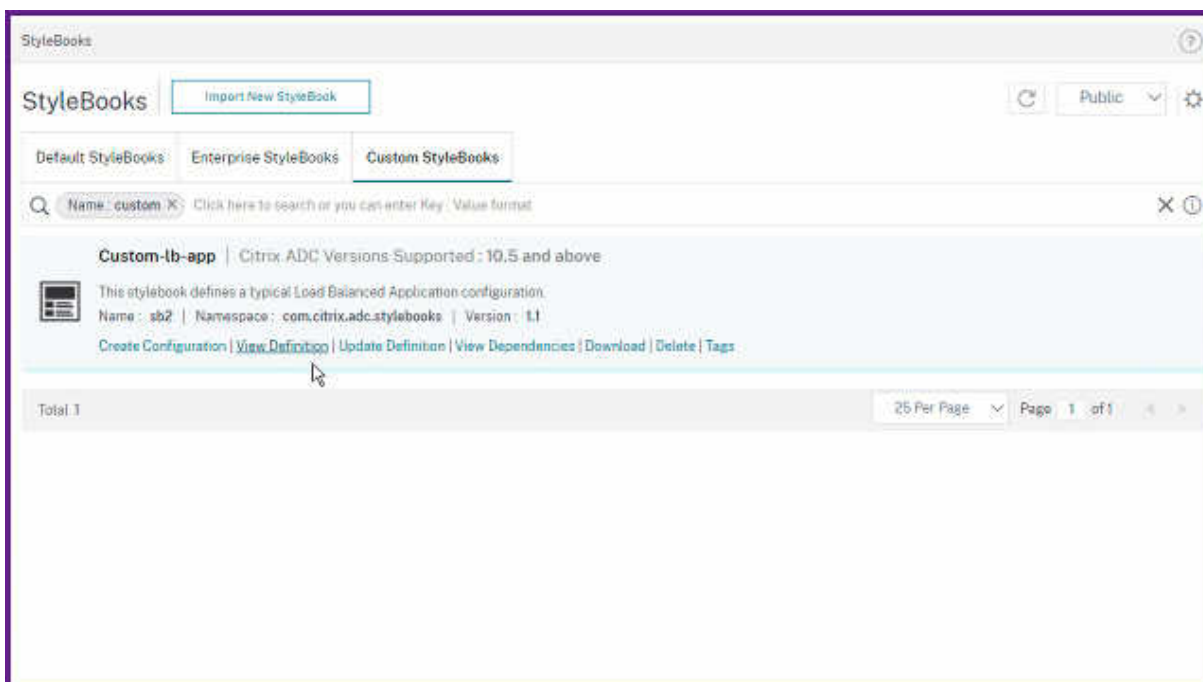 StyleBooks
StyleBooks
Import New StyleBook
Public
Default StyleBooks Enterprise StyleBooks Custom StyleBooks
Name : custom X Click here to search or you can enter Key : Value format
Custom-lb-app | Citrix ADC Versions Supported : 10.5 and above
This stylebook defines a typical Load Balanced Application configuration.
Name : sb2 | Namespace : com.citrix.adc.stylebooks | Version : 1.1
Create Configuration | View Definition | Update Definition | View Dependencies | Download | Delete | Tags
Total 1
25 Per Page Page 1 of 1